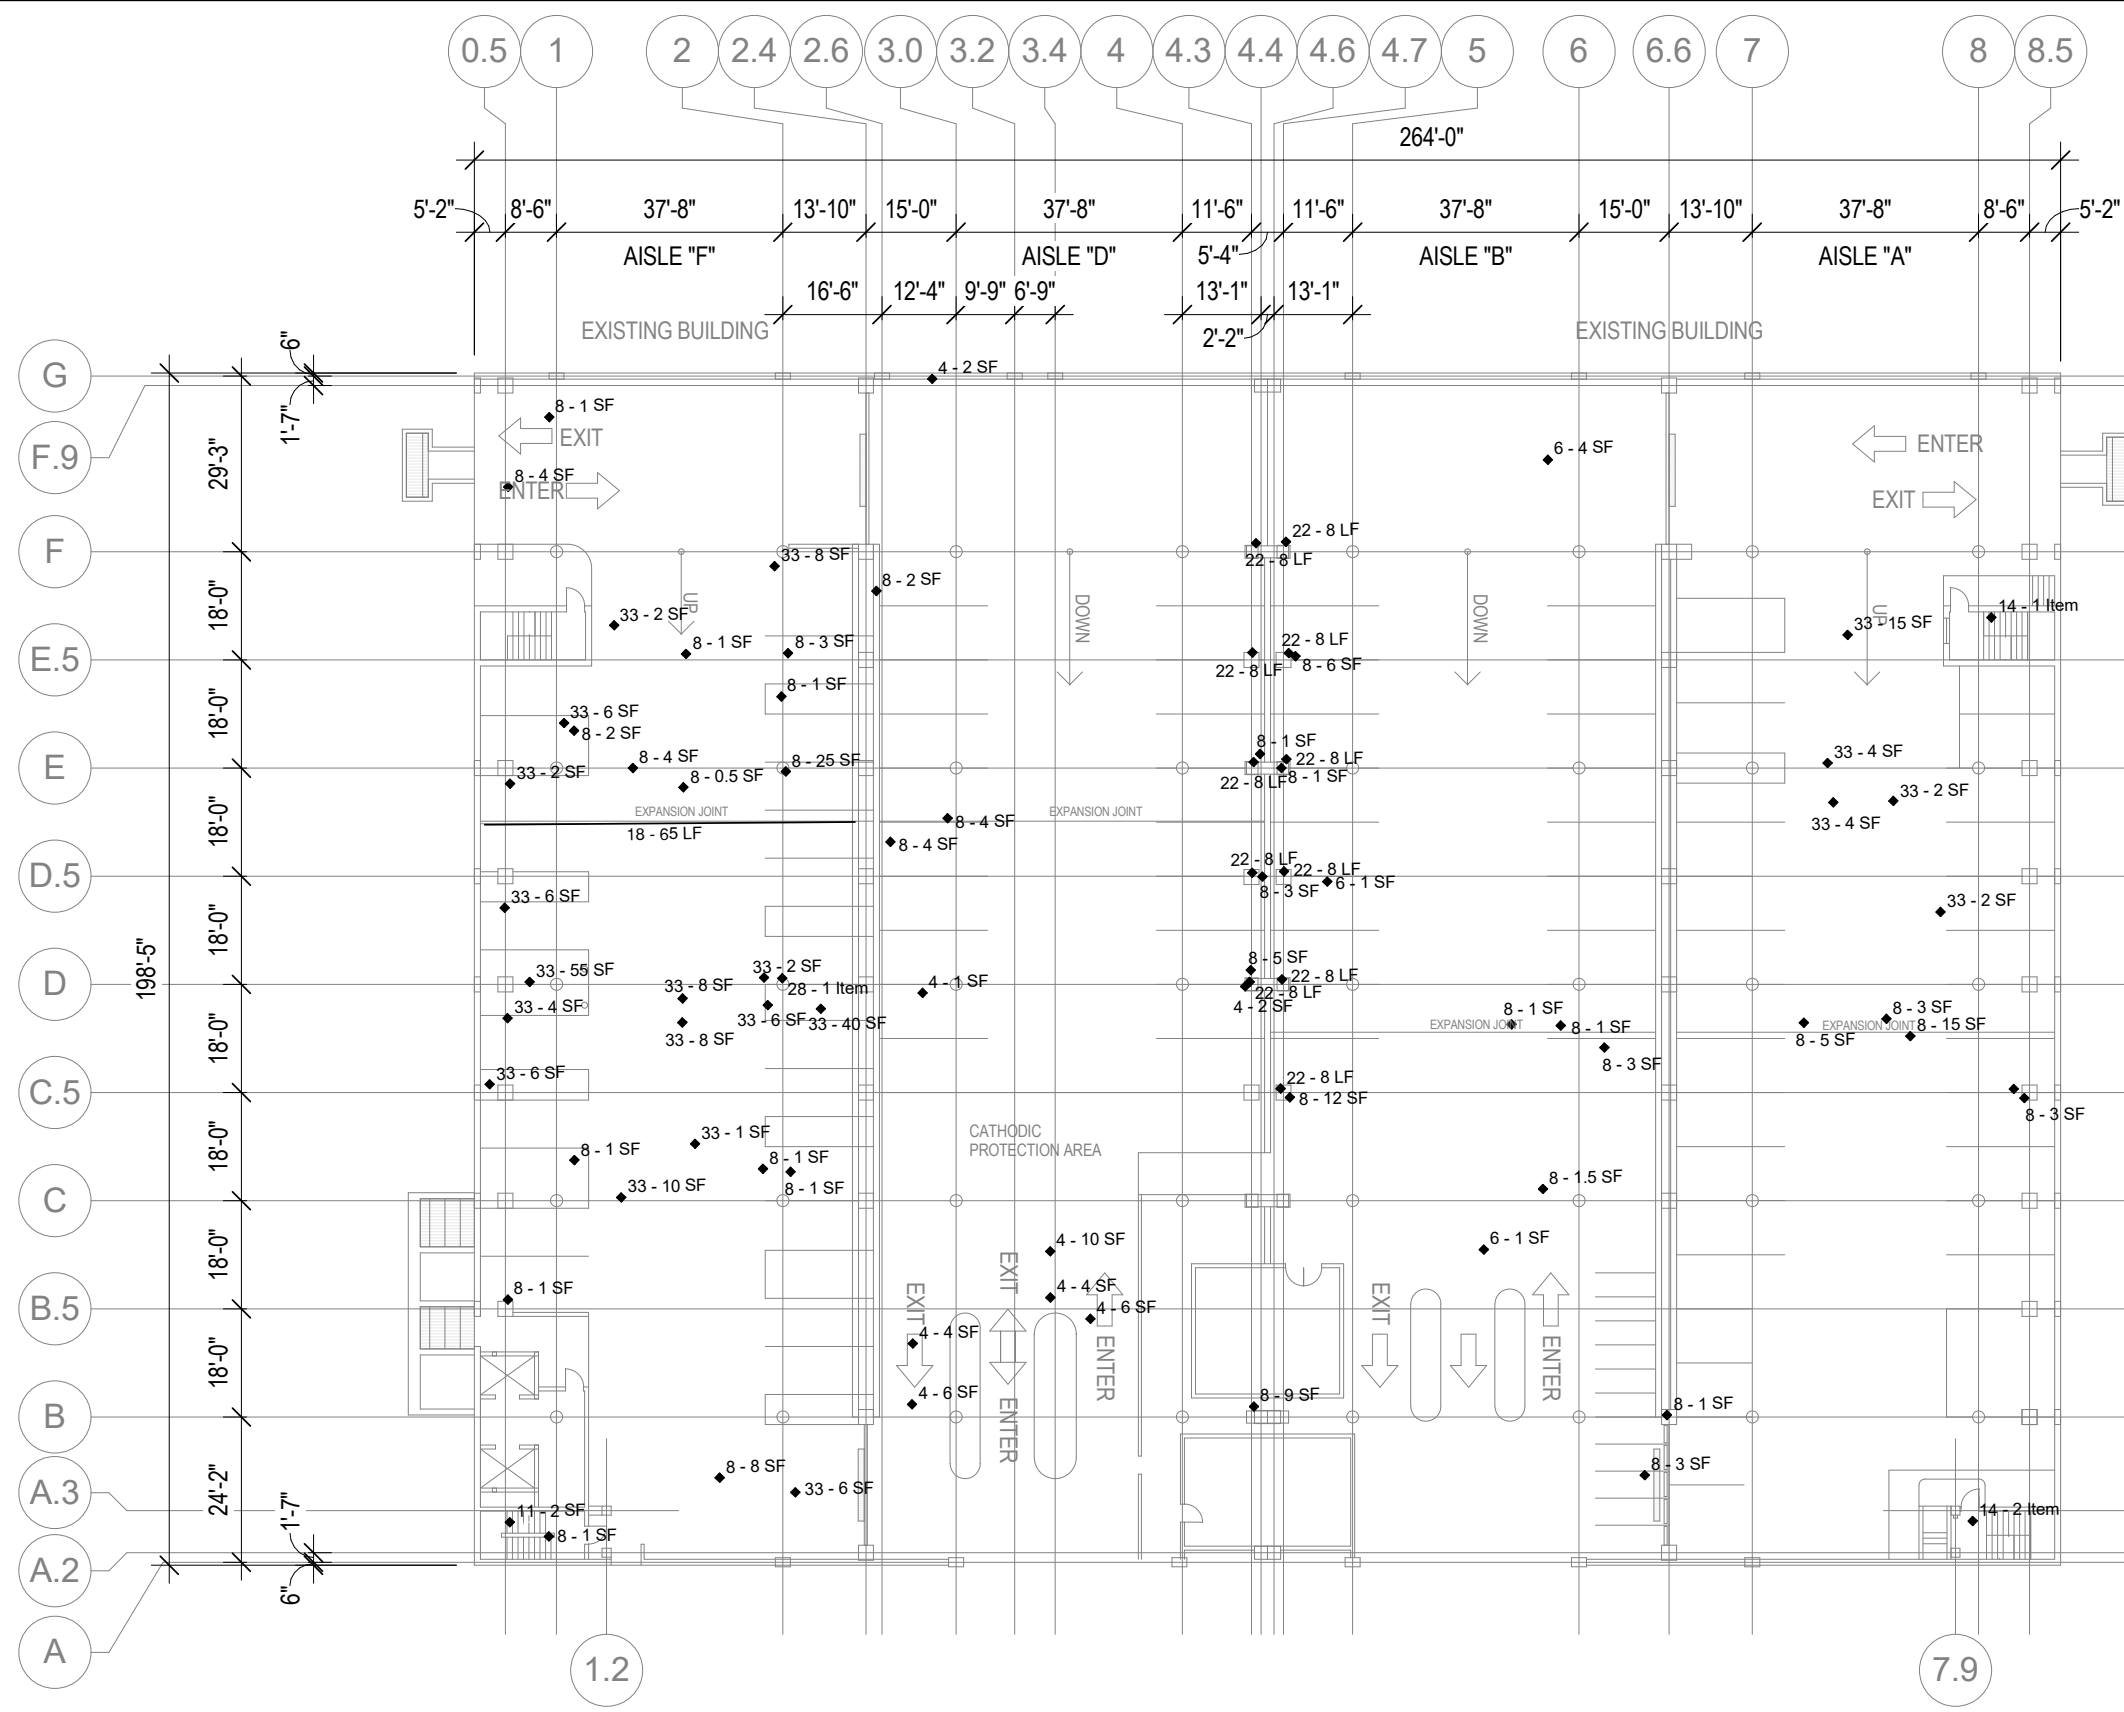 0.5 1 2 2.4 2.6 3.0 3.2 3.4 4 4.3 4.4 4.6 4.7 5 6 6.6 7 8 8.5
264'-0"
5'-2" 8'-6" 37'-8" 13'-10" 15'-0" 37'-8" 11'-6" 11'-6" 37'-8" 15'-0" 13'-10" 37'-8" 8'-6" 5'-2"
AISLE "F" AISLE "D" 5'-4" AISLE "B" AISLE "A"
16'-6" 12'-4" 9'-9" 6'-9" 13'-1" 13'-1"
EXISTING BUILDING 2'-2" EXISTING BUILDING
6"
G
4 - 2 SF
1'-7"
8 - 1 SF
EXIT
ENTER
6 - 4 SF
F.9
29'-3"
8 - 4 SF
ENTER
EXIT
F
22 - 8 LF
22 - 8 LF
33 - 8 SF
8 - 2 SF
18'-0"
UP
DOWN
DOWN
UP
33 - 2 SF
14 - 1 Item
33 - 15 SF
8 - 1 SF
8 - 3 SF
22 - 8 LF
E.5
22 - 8 LF
8 - 6 SF
8 - 1 SF
18'-0"
33 - 6 SF
8 - 2 SF
8 - 1 SF
E
8 - 4 SF
8 - 25 SF
22 - 8 LF
33 - 4 SF
33 - 2 SF
8 - 0.5 SF
22 - 8 LF
8 - 1 SF
33 - 2 SF
18'-0"
EXPANSION JOINT
EXPANSION JOINT
8 - 4 SF
33 - 4 SF
18 - 65 LF
8 - 4 SF
D.5
22 - 8 LF
22 - 8 LF
8 - 3 SF
6 - 1 SF
33 - 6 SF
33 - 2 SF
18'-0"
198'-5"
D
33 - 55 SF
33 - 2 SF
8 - 5 SF
33 - 8 SF
28 - 1 Item
4 - 1 SF
22 - 8 LF
22 - 8 LF
4 - 2 SF
33 - 4 SF
33 - 6 SF
33 - 40 SF
8 - 1 SF
8 - 3 SF
18'-0"
33 - 8 SF
EXPANSION JOINT
8 - 1 SF
EXPANSION JOINT
8 - 15 SF
8 - 5 SF
8 - 3 SF
C.5
33 - 6 SF
22 - 8 LF
8 - 12 SF
8 - 3 SF
18'-0"
33 - 1 SF
CATHODIC
PROTECTION AREA
8 - 1 SF
8 - 1 SF
8 - 1 SF
C
33 - 10 SF
8 - 1.5 SF
18'-0"
4 - 10 SF
6 - 1 SF
EXIT
B.5
8 - 1 SF
EXIT
4 - 4 SF
EXIT
4 - 6 SF
18'-0"
4 - 4 SF
ENTER
ENTER
B
4 - 6 SF
ENTER
8 - 9 SF
8 - 1 SF
A.3
24'-2"
8 - 8 SF
33 - 6 SF
8 - 3 SF
1'-7"
11 - 2 SF
8 - 1 SF
14 - 2 Item
A.2
6"
A
1.2
7.9